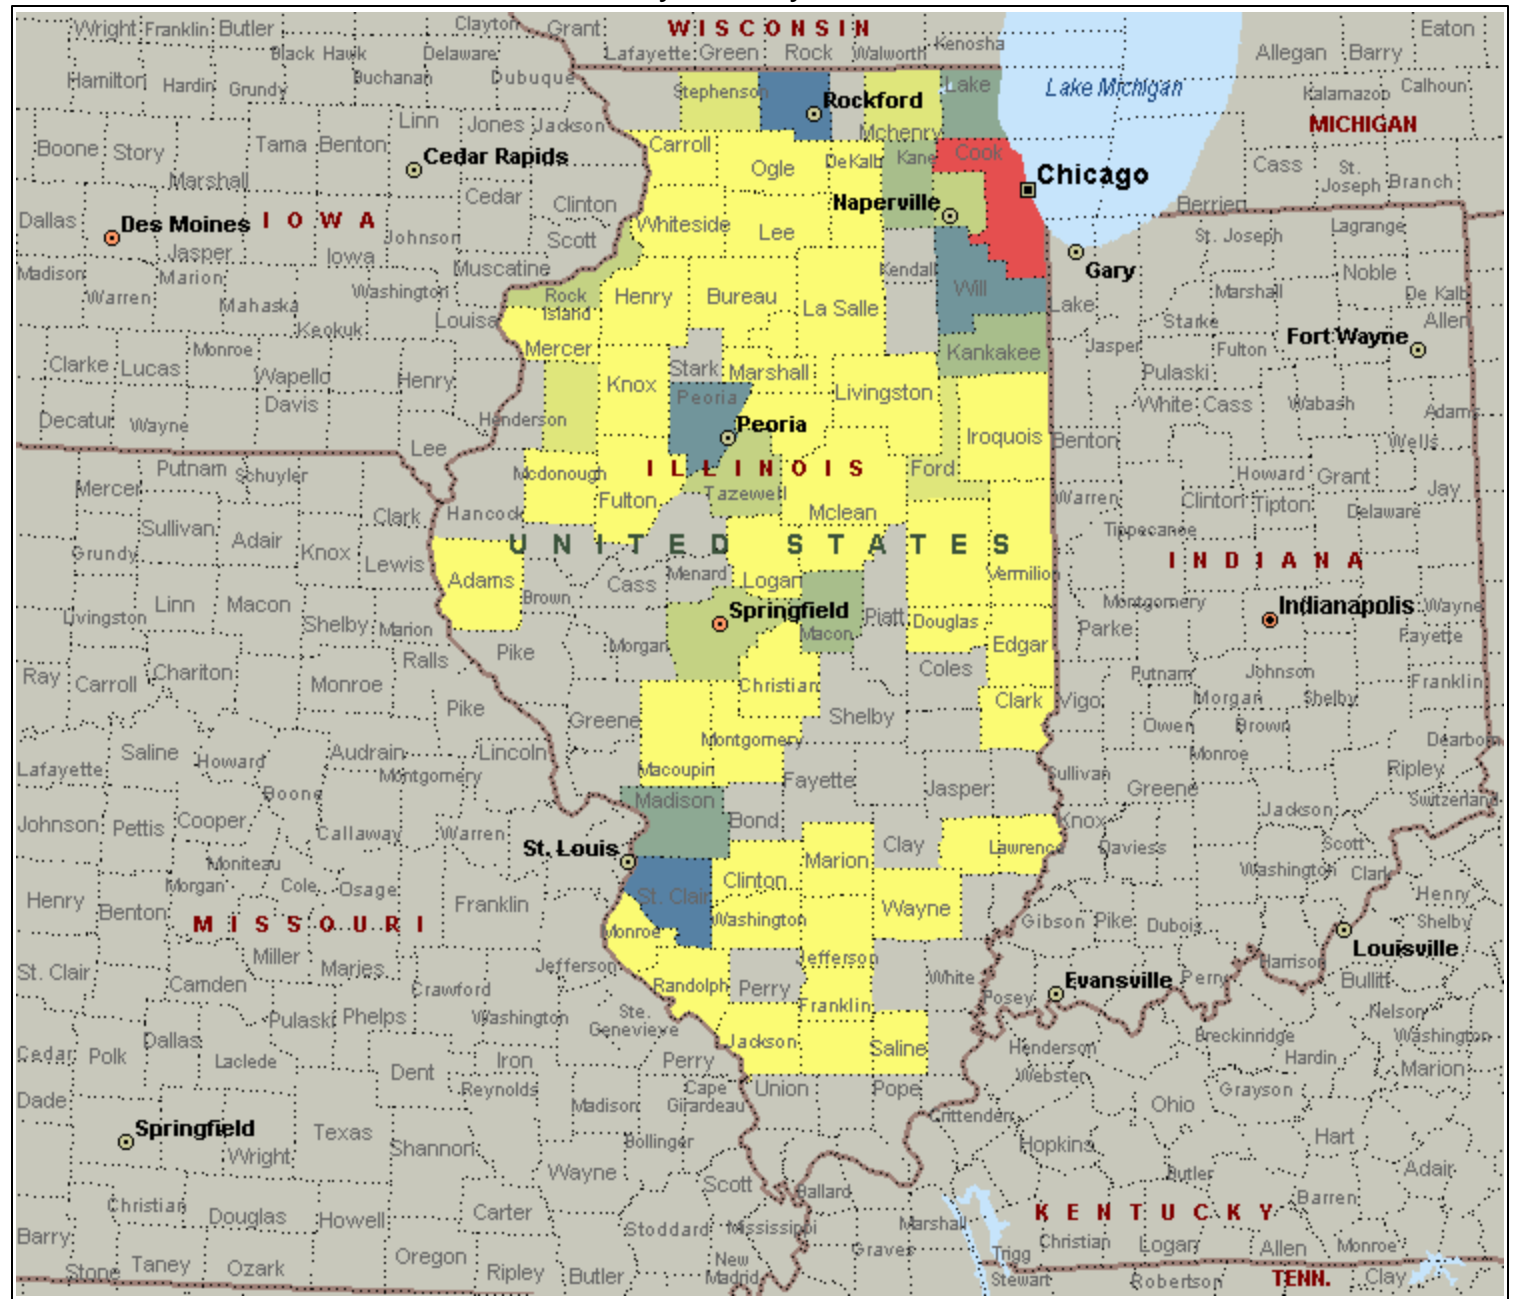 WISCONSIN
Wright Franklin Butler Clayton Grant
Black Hawk Delaware Lafayette Green Rock Walworth Kenosha
Allegan Barry Eaton
Hamilton Hardin Grundy Buchanan Dubuque
Stephenson Lake
Lake Michigan
Kalamazoo Calhoun
Rockford
MICHIGAN
Linn Jones Jackson
Mchenry
Boone Story Tama Benton
Cedar Rapids
Carroll Ogle DeKalb Kane Cook
Chicago
Cass St. Joseph Branch
Marshall Cedar Clinton
Naperville
Berrien
Dallas
Des Moines
IOWA
Whiteside Lee
Jasper Johnson Scott
St. Joseph Lagrange
Gary
Madison Marion Iowa Muscatine
Kendall Will
Noble
Warren Mahaska Washington
Rock Island Henry Bureau La Salle
Lake Marshall De Kalb
Keokuk Louisa
Starke Allen
Fort Wayne
Clarke Lucas Monroe Mercer
Kankakee Jasper Fulton
Wapello Henry Stark Marshall
Pulaski
Davis Knox Peoria Livingston
White Cass Wabash Adams
Decatur Wayne Henderson
Peoria
Iroquois Benton Wells
Lee
Putnam Schuyler Mcdonough
ILLINOIS
Ford Howard Grant
Mercer Fulton Tazewell
Warren Clinton Tipton Jay
Clark Hancock Mclean
Delaware
Sullivan Adair Tippecanoe
UNITED STATES
Grundy Knox Lewis
INDIANA
Adams Cass Menard Logan Vermilion
Brown
Springfield
Montgomery
Indianapolis
Wayne
Linn Macon Livingston
Shelby Marion Morgan Macon Piatt Douglas
Parke Fayette
Pike Edgar
Ray Carroll Chariton Ralls Monroe
Christian Coles
Putnam Johnson Franklin
Clark Vigo Morgan Shelby
Pike Greene Shelby
Owen Brown
Saline Howard Audrain Lincoln Montgomery
Monroe Dearborn
Lafayette Montgomery Macoupin Fayette Jasper
Sullivan Greene Ripley
Boone Madison
Switzerland
Johnson Pettis Cooper Callaway Warren
Bond Knox Jackson
St. Louis
Marion Clay Lawrence
Daviess Scott
Moniteau
Washington Clark
Morgan Cole Osage
St. Clair Clinton
Henry
Henry Benton Franklin
Wayne
Shelby
MISSOURI
Monroe Washington
Gibson Pike Dubois
Louisville
Miller Maries Jefferson
Jefferson
Harrison
St. Clair Camden Crawford
Randolph Perry White
Evansville
Perry Bullitt
Pulaski Phelps Washington Ste. Genevieve
Franklin Posey
Nelson
Dallas Jackson Saline
Breckinridge Washington
Cedar Polk Laclede Iron Perry
Henderson Hardin Marion
Dent Reynolds
Union Pope
Webster Grayson
Dade Madison Cape Girardeau
Crittenden Ohio
Springfield
Texas Shannon Bollinger
Hopkins Hart
Wright Wayne
Butler Adair
Christian Scott Ballard
Barren
Douglas Howell Carter
KENTUCKY
Barry Stoddard Mississippi
Marshall Christian Logan Allen Monroe
Taney Oregon Graves Trigg
Stone Ozark Ripley Butler New Madrid
Stewart Robertson
TENN.
Clay